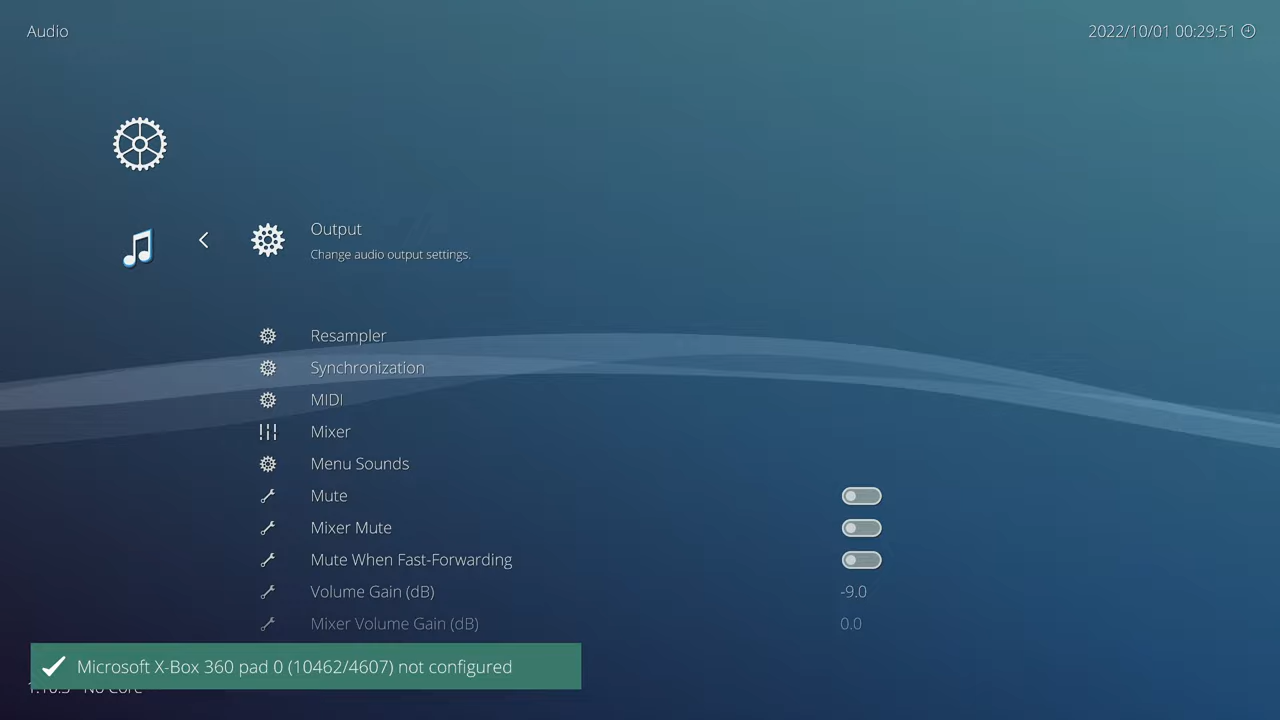 Audio
2022/10/01 00:29:51
Output
Change audio output settings.
Resampler
Synchronization
MIDI
Mixer
Menu Sounds
Mute
Mixer Mute
Mute When Fast-Forwarding
Volume Gain (dB) -9.0
Mixer Volume Gain (dB) 0.0
Microsoft X-Box 360 pad 0 (10462/4607) not configured
No Core